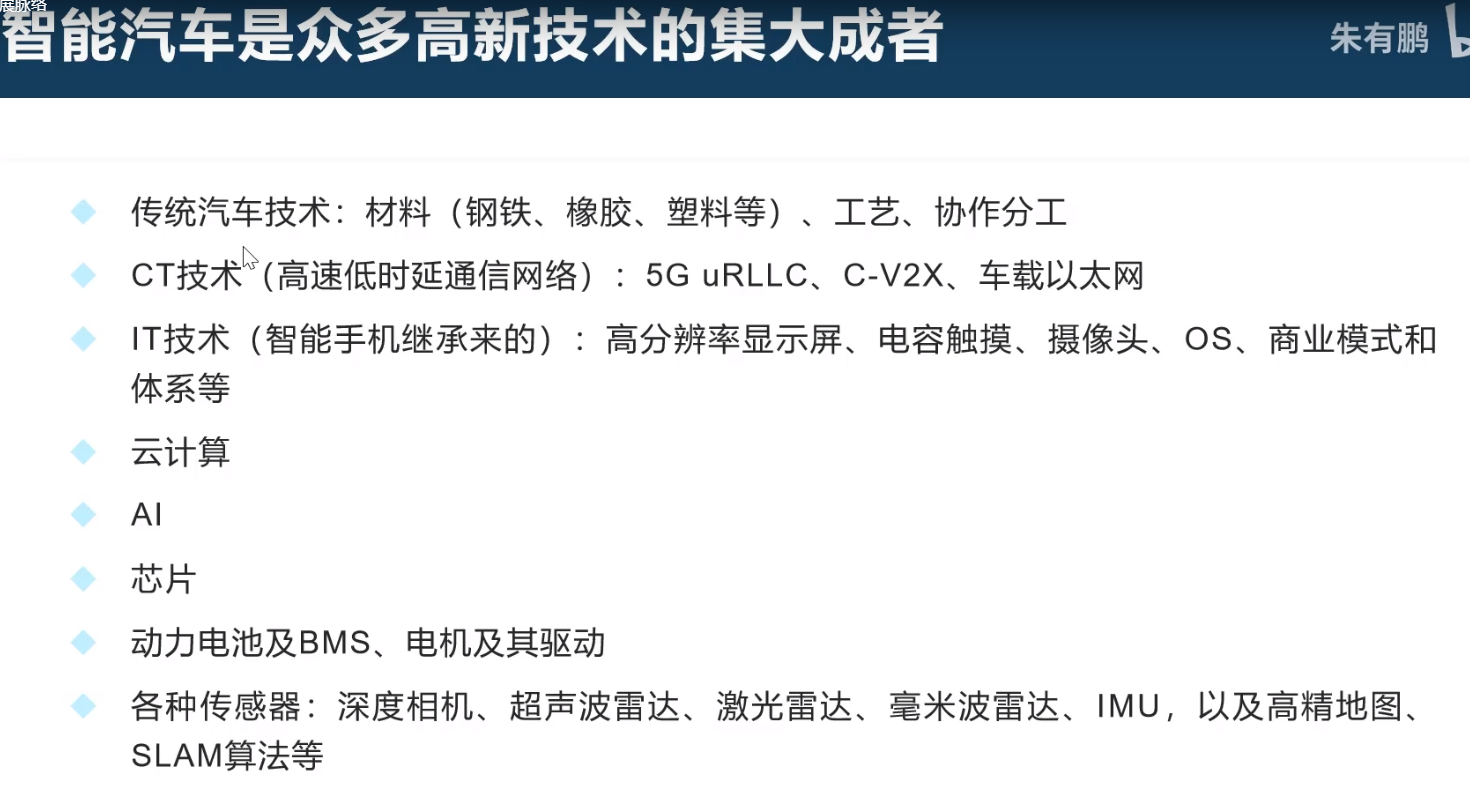 展脉络
智能汽车是众多高新技术的集大成者
朱有鹏
传统汽车技术：材料（钢铁、橡胶、塑料等）、工艺、协作分工
CT技术（高速低时延通信网络）：5G uRLLC、C-V2X、车载以太网
IT技术（智能手机继承来的）：高分辨率显示屏、电容触摸、摄像头、OS、商业模式和
体系等
云计算
AI
芯片
动力电池及BMS、电机及其驱动
各种传感器：深度相机、超声波雷达、激光雷达、毫米波雷达、IMU，以及高精地图、
SLAM算法等